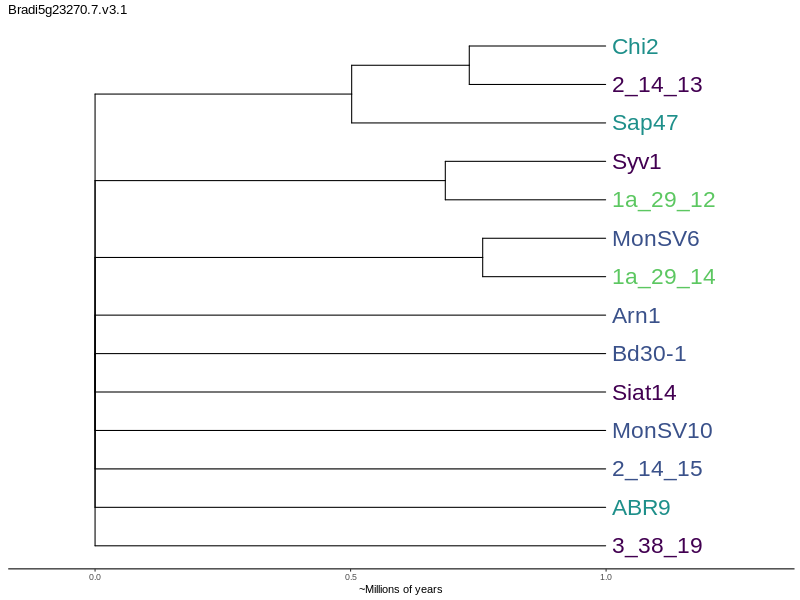 Bradi5g23270.7.v3.1
Chi2
2_14_13
Sap47
Syv1
1a_29_12
MonSV6
1a_29_14
Arn1
Bd30-1
Siat14
MonSV10
2_14_15
ABR9
3_38_19
0.0 0.5 1.0
~Millions of years